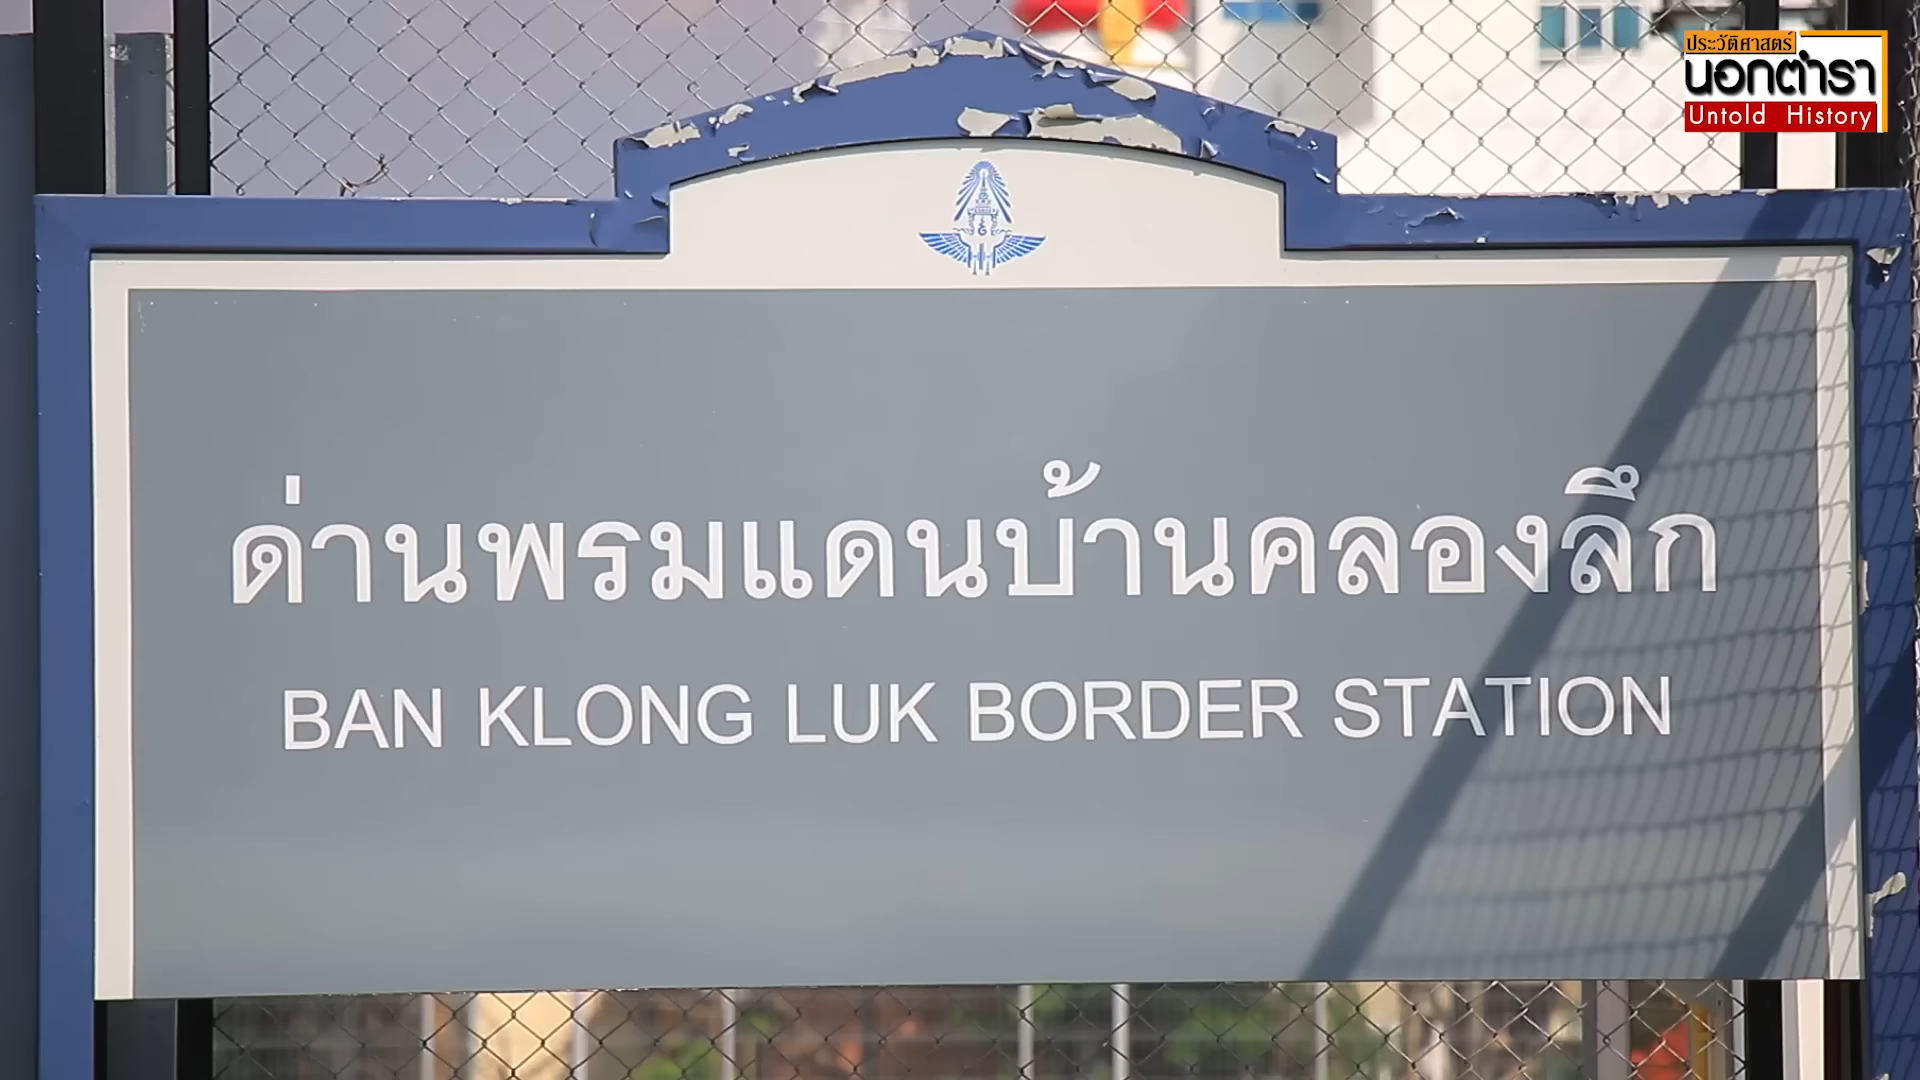 ประวัติศาสตร์
นอกตำรา
Untold History
ด่านพรมแดนบ้านคลองลึก
BAN KLONG LUK BORDER STATION